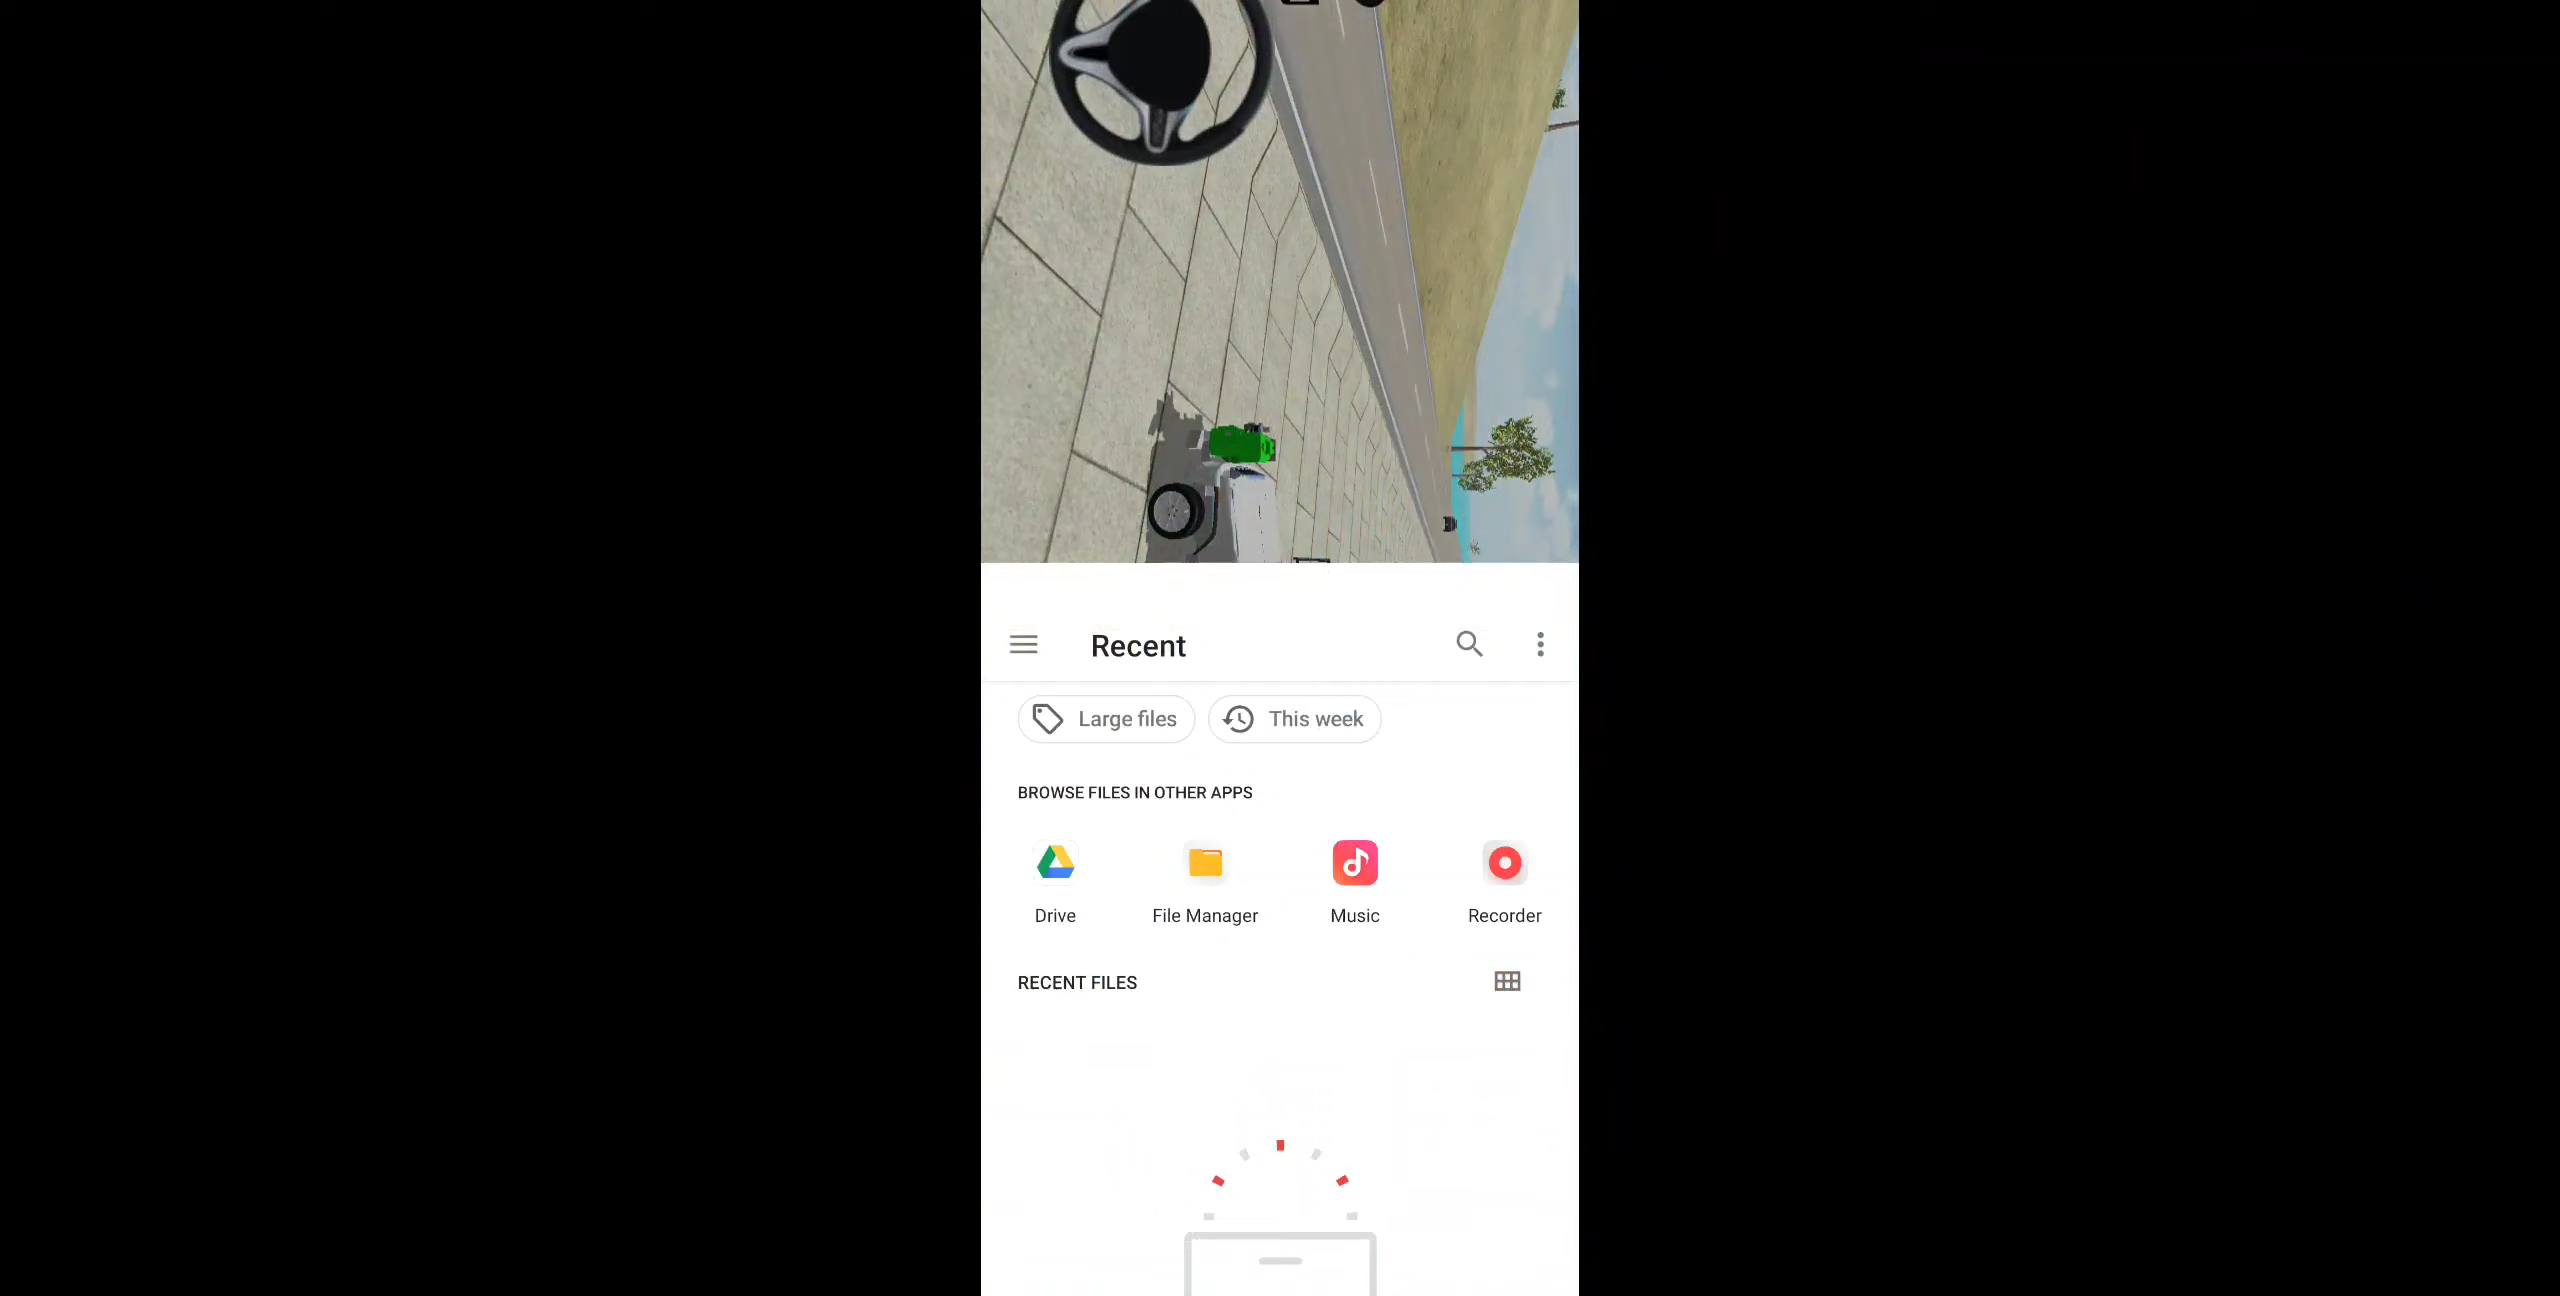 Recent
Large files
This week
BROWSE FILES IN OTHER APPS
Drive
File Manager
Music
Recorder
RECENT FILES